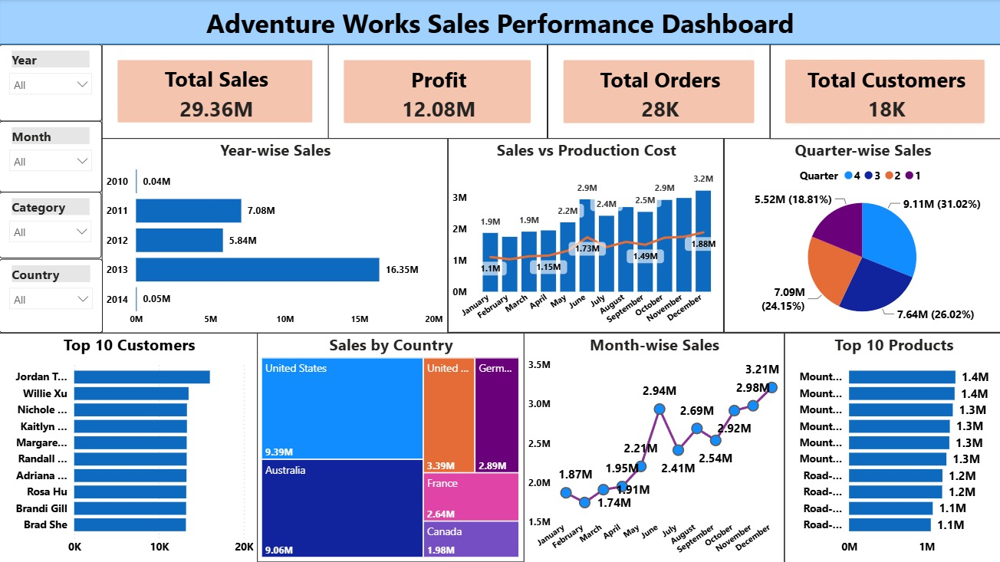 Adventure Works Sales Performance Dashboard
Year
All
Month
All
Category
All
Country
All
Total Sales
29.36M
Profit
12.08M
Total Orders
28K
Total Customers
18K
Year-wise Sales
2010 0.04M
2011 7.08M
2012 5.84M
2013 16.35M
2014 0.05M
0M 5M 10M 15M 20M
Sales vs Production Cost
3M
2M
1M
0M
1.9M 1.9M 2.2M 2.9M 2.4M 2.5M 2.9M 3.2M
1.1M 1.15M 1.73M 1.49M 1.88M
January February March April May June July August September October November December
Quarter-wise Sales
Quarter 4 3 2 1
5.52M (18.81%)
9.11M (31.02%)
7.09M
(24.15%)
7.64M (26.02%)
Top 10 Customers
Jordan T...
Willie Xu
Nichole ...
Kaitlyn ...
Margare...
Randall ...
Adriana ...
Rosa Hu
Brandi Gill
Brad She
0K 10K 20K
Sales by Country
United States
9.39M
Australia
9.06M
United ...
3.39M
Germ...
2.89M
France
2.64M
Canada
1.98M
Month-wise Sales
3.5M
3.0M
2.5M
2.0M
1.5M
1.87M 1.74M 1.91M 1.95M 2.21M 2.94M 2.41M 2.69M 2.54M 2.92M 2.98M 3.21M
January February March April May June July August September October November December
Top 10 Products
Mount... 1.4M
Mount... 1.4M
Mount... 1.3M
Mount... 1.3M
Mount... 1.3M
Mount... 1.3M
Road-... 1.2M
Road-... 1.2M
Road-... 1.1M
Road-... 1.1M
0M 1M